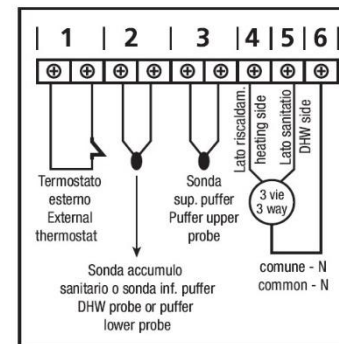 | 1 | 2 | 3 |4|5|6|
Lato riscaldam.
heating side
Lato sanitatio
DHW side
Termostato
esterno
External
thermostat
Sonda
sup. puffer
Puffer upper
probe
3 vie
3 way
comune - N
common - N
Sonda accumulo
sanitario o sonda inf. puffer
DHW probe or puffer
lower probe